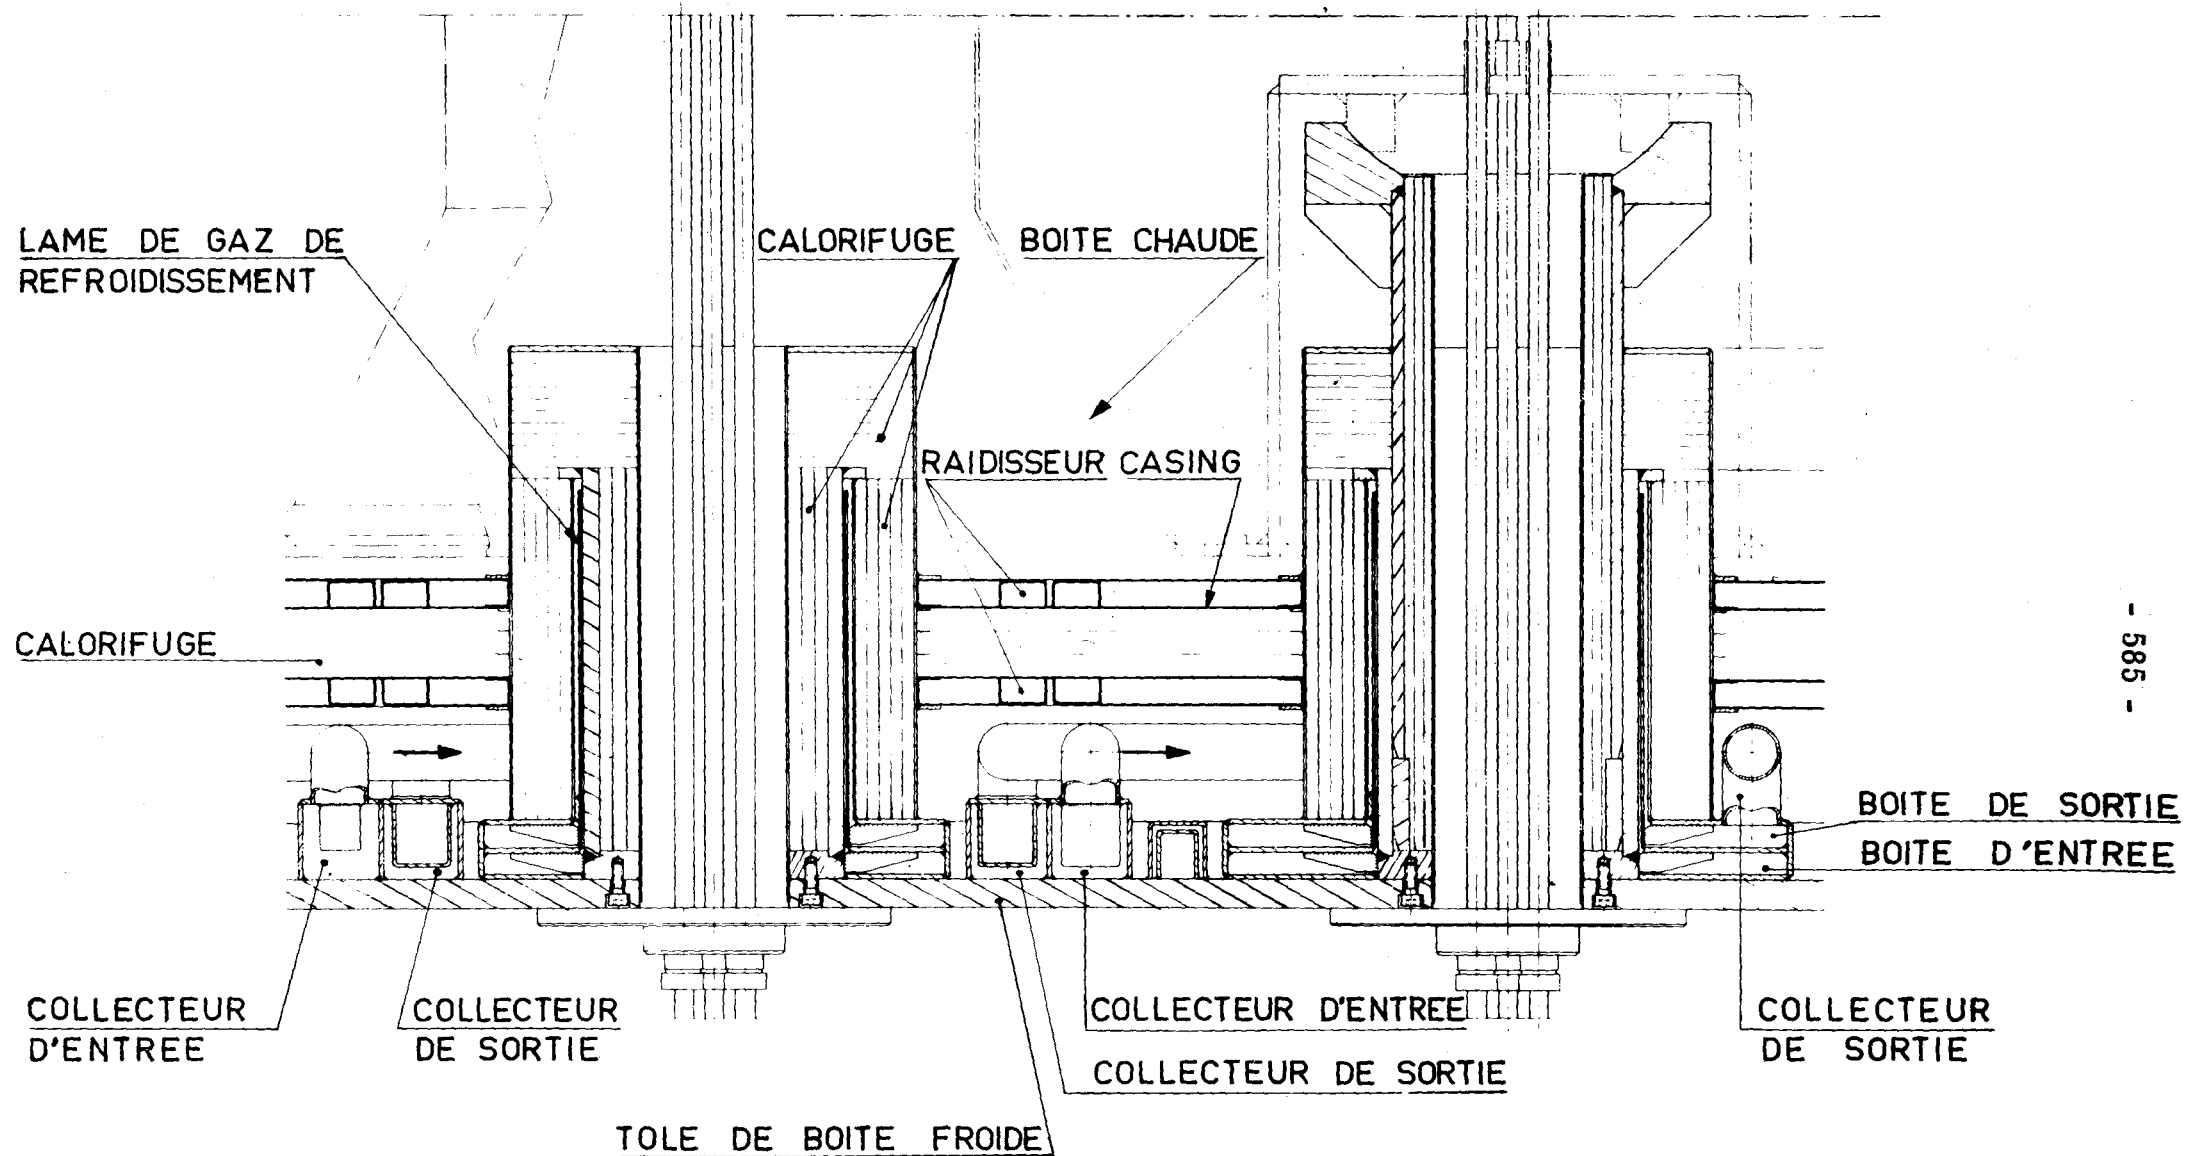 LAME DE GAZ DE
REFROIDISSEMENT
CALORIFUGE
BOITE CHAUDE
RAIDISSEUR CASING
CALORIFUGE
- 585 -
BOITE DE SORTIE
BOITE D'ENTREE
COLLECTEUR
D'ENTREE
COLLECTEUR
DE SORTIE
COLLECTEUR D'ENTREE
COLLECTEUR DE SORTIE
COLLECTEUR
DE SORTIE
TOLE DE BOITE FROIDE